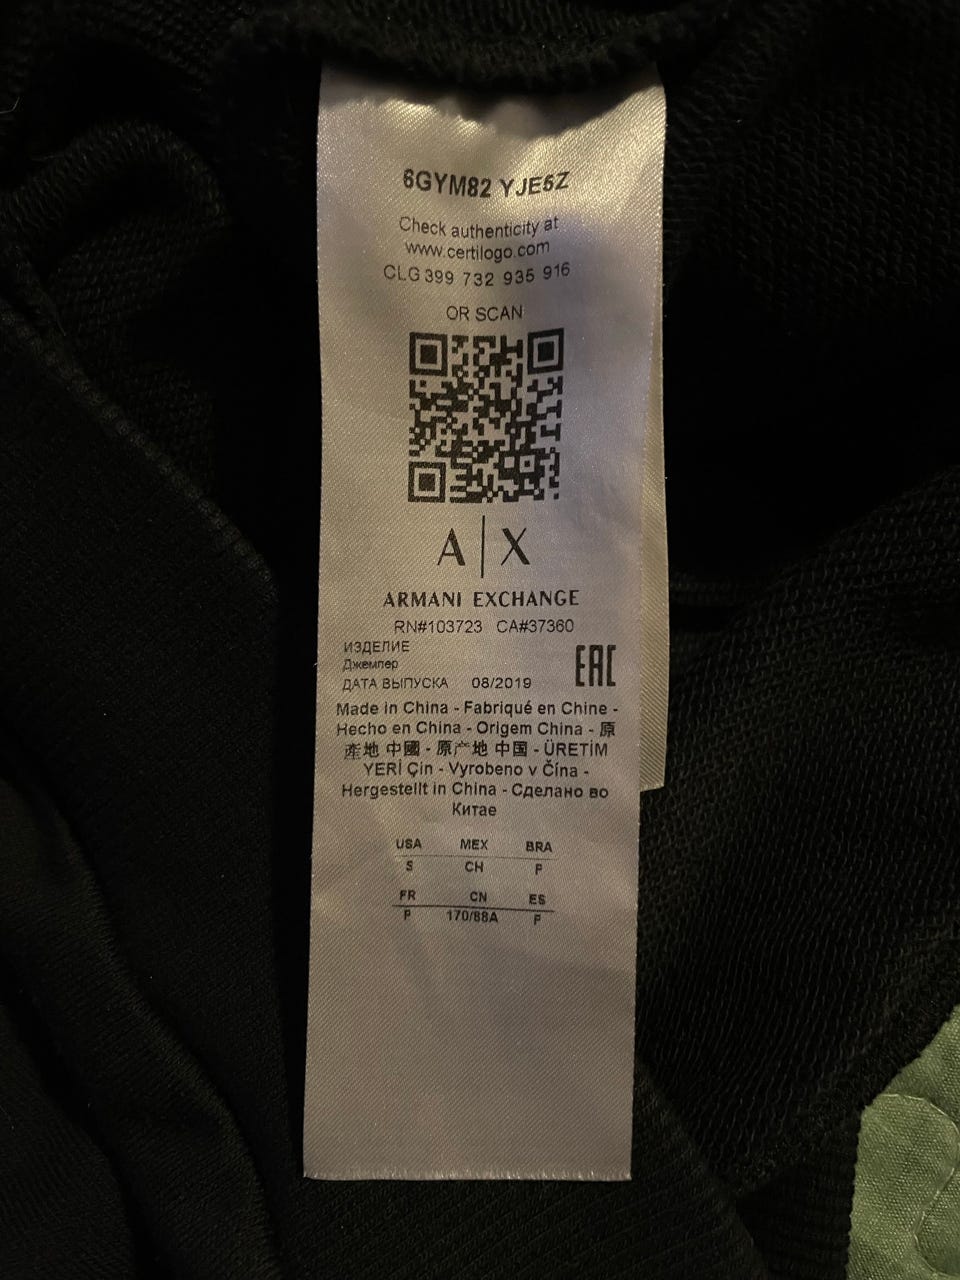 6GYM82 YJE5Z
Check authenticity at
www.certilogo.com
CLG 399 732 935 916
OR SCAN
A|X
ARMANI EXCHANGE
RN#103723 CA#37360
ИЗДЕЛИЕ
Джемпер
ДАТА ВЫПУСКА 08/2019
EAC
Made in China - Fabriqué en Chine -
Hecho en China - Origem China - 原
產地 中國 - 原产地 中国 - ÜRETİM
YERİ Çin - Vyrobeno v Čína -
Hergestellt in China - Сделано во
Китае
USA MEX BRA
S CH P
FR CN ES
P 170/88A P